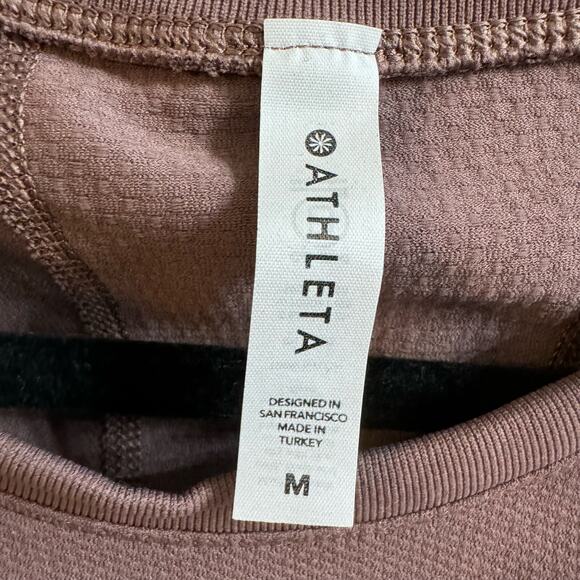 ATHLETA
DESIGNED IN
SAN FRANCISCO
MADE IN
TURKEY
M